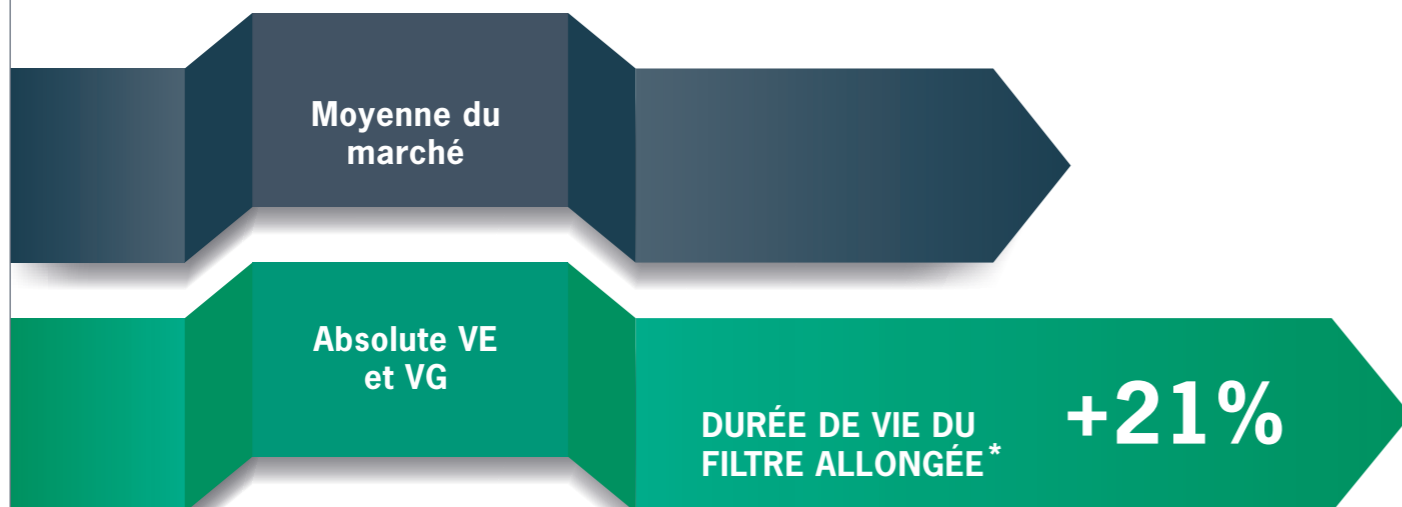 Moyenne du
marché
Absolute VE
et VG
DURÉE DE VIE DU
FILTRE ALLONGÉE*
+21%